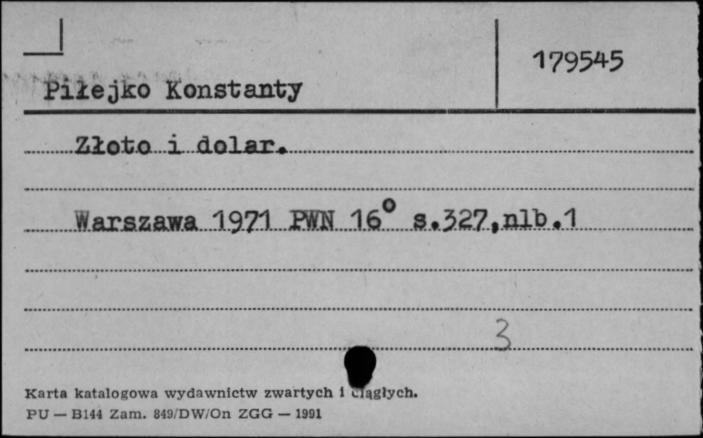 179545
Piłejko Konstanty
Złoto i dolar.
Warszawa 1971 PWN 16° s.327,nlb.1
3
Karta katalogowa wydawnictw zwartych i ciągłych.
PU — B144 Zam. 849/DW/On ZGG — 1991